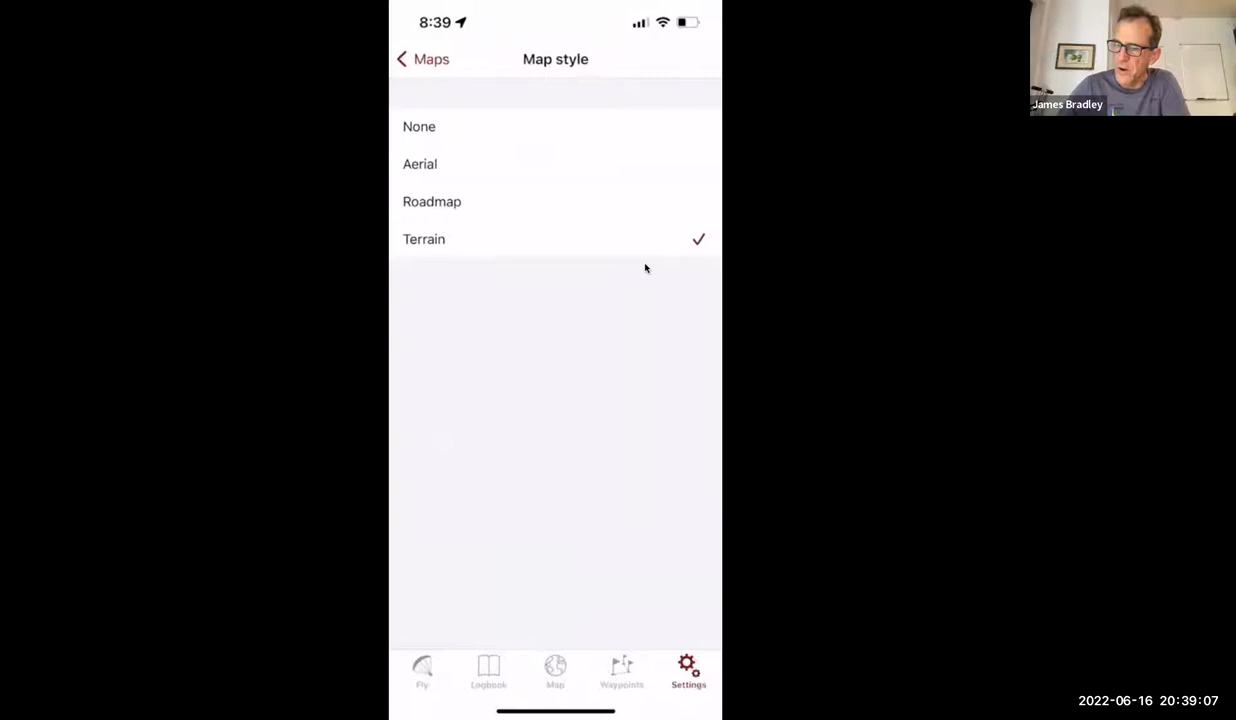 8:39
Maps
Map style
None
Aerial
Roadmap
Terrain
Fly
Logbook
Map
Waypoints
Settings
James Bradley
2022-06-16 20:39:07